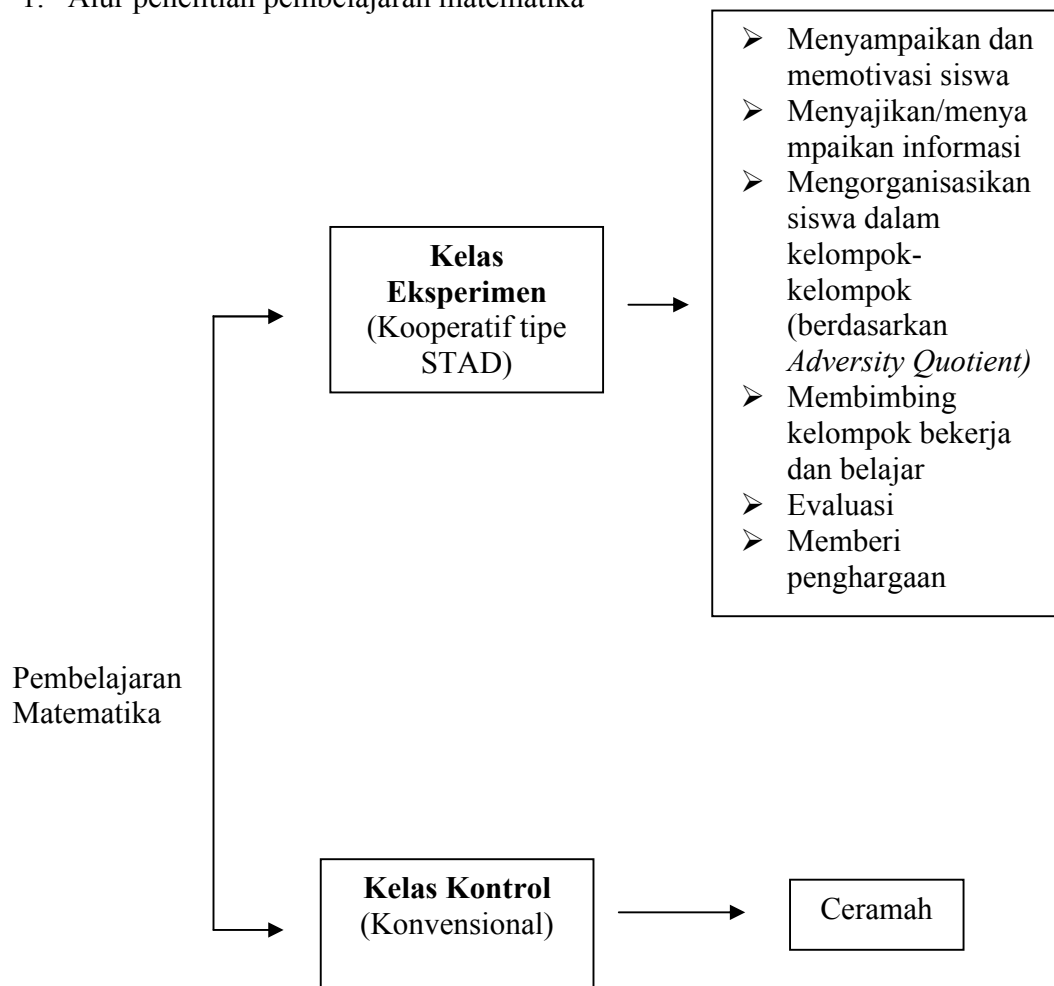 1. Alur penelitian pembelajaran matematika
➤ Menyampaikan dan
memotivasi siswa
➤ Menyajikan/menya
mpaikan informasi
➤ Mengorganisasikan
siswa dalam
kelompok-
kelompok
(berdasarkan
Adversity Quotient)
➤ Membimbing
kelompok bekerja
dan belajar
➤ Evaluasi
➤ Memberi
penghargaan
Kelas
Eksperimen
(Kooperatif tipe
STAD)
Pembelajaran
Matematika
Kelas Kontrol
(Konvensional)
Ceramah